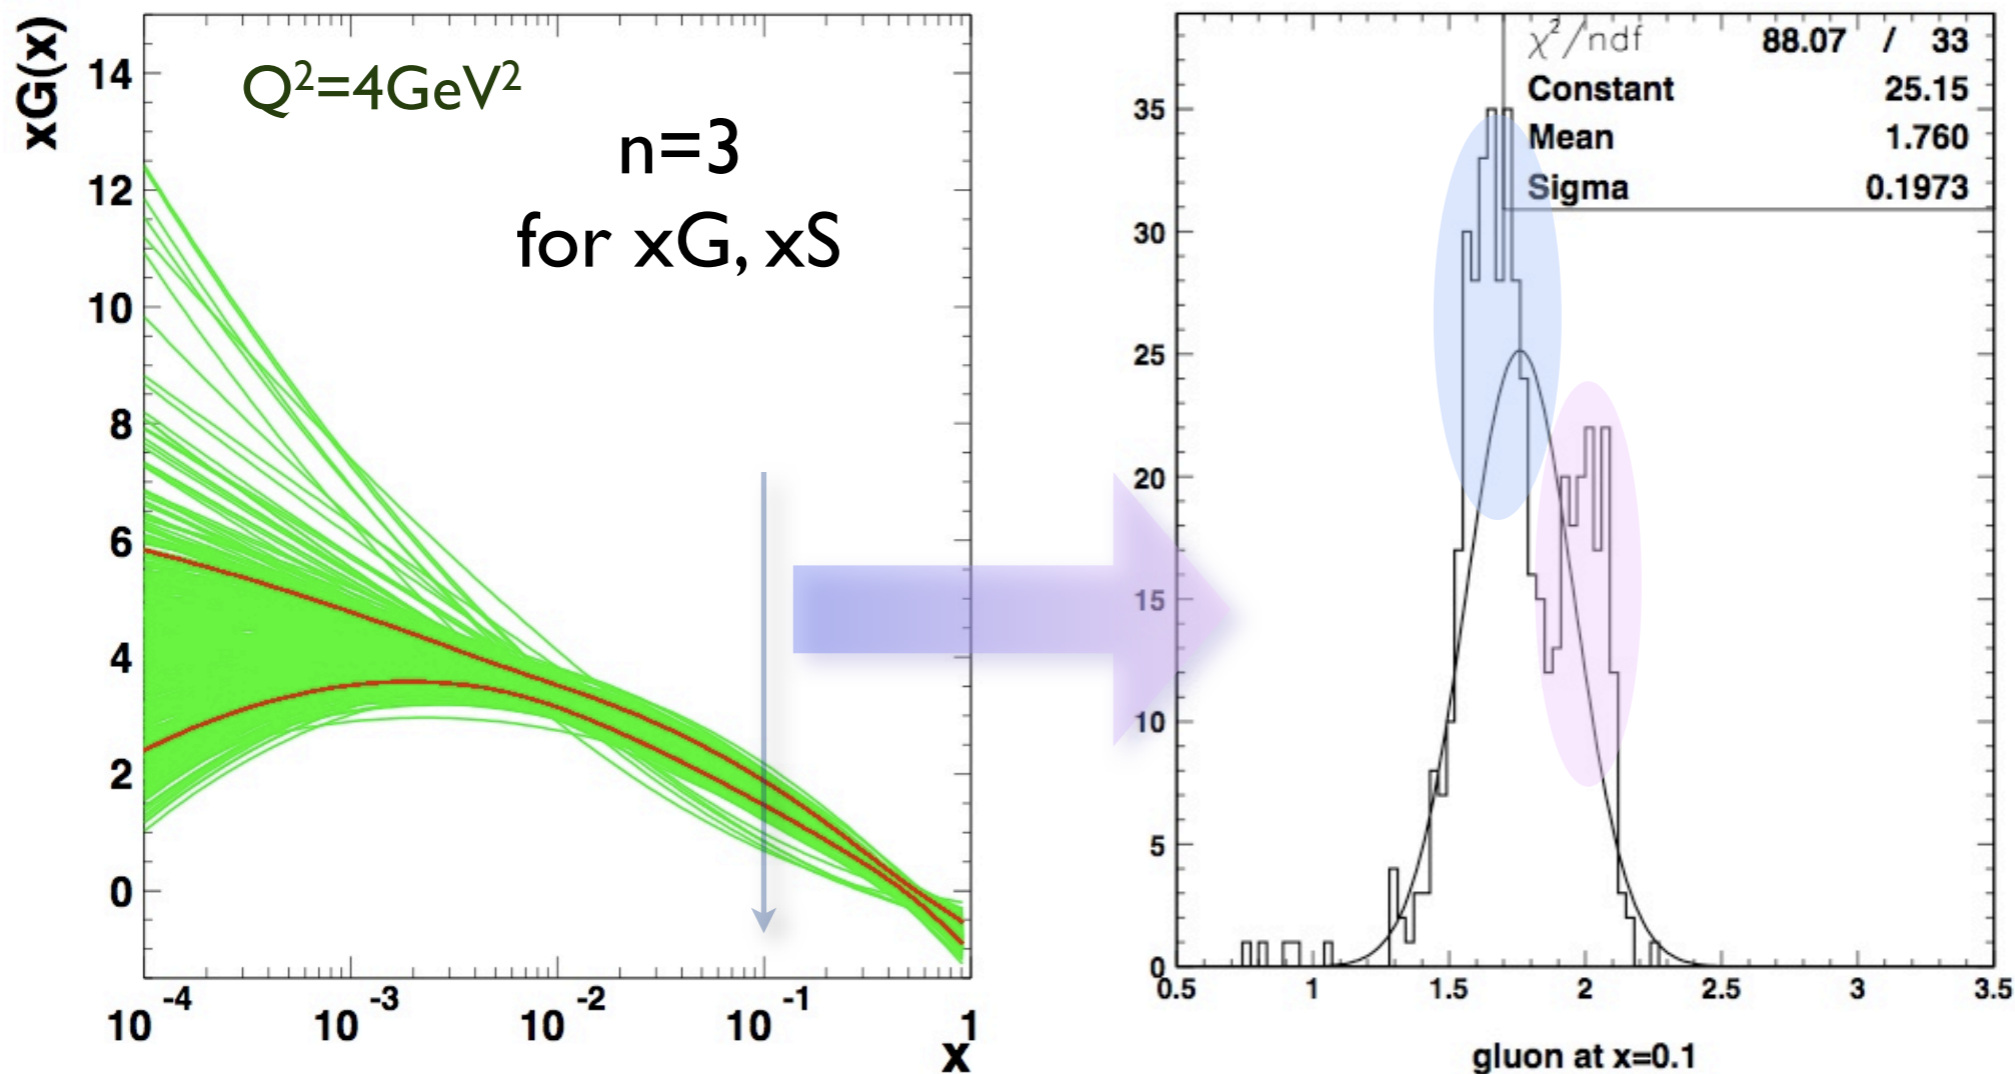 xG(x)
Q²=4GeV²
n=3
for xG, xS
14
12
10
8
6
4
2
0
10⁻⁴
10⁻³
10⁻²
10⁻¹
1
x
χ²/ndf 88.07 / 33
Constant 25.15
Mean 1.760
Sigma 0.1973
35
30
25
20
15
10
5
0
0.5
1
1.5
2
2.5
3
3.5
gluon at x=0.1